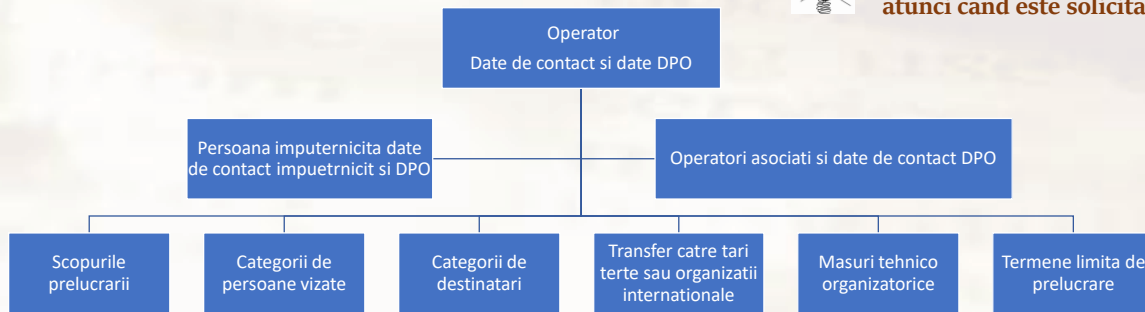 atunci cand este solicita
Operator
Date de contact si date DPO
Persoana imputernicita date
de contact impuetrnicit si DPO
Operatori asociati si date de contact DPO
Scopurile
prelucrarii
Categorii de
persoane vizate
Categorii de
destinatari
Transfer catre tari
terte sau organizatii
internationale
Masuri tehnico
organizatorice
Termene limita de
prelucrare